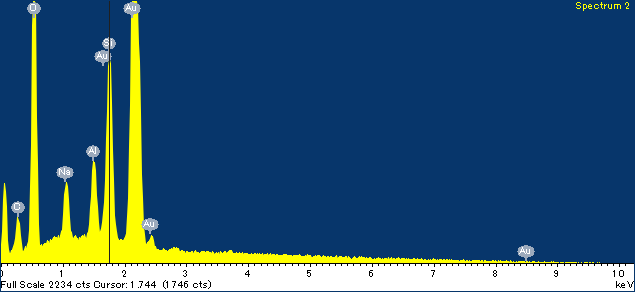 Spectrum 2
O
Au
Si
Au
Al
Na
C
Au
Au
0 1 2 3 4 5 6 7 8 9 10
Full Scale 2234 cts Cursor: 1.744 (1746 cts)
keV